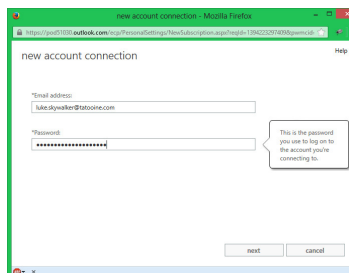 new account connection - Mozilla Firefox
https://pod51030.outlook.com/ecp/PersonalSettings/NewSubscription.aspx?reqId=1394223297409&pwmcid=
Help
new account connection
*Email address:
luke.skywalker@tatooine.com
*Password:
This is the password
you use to log on to
the account you're
connecting to.
next
cancel